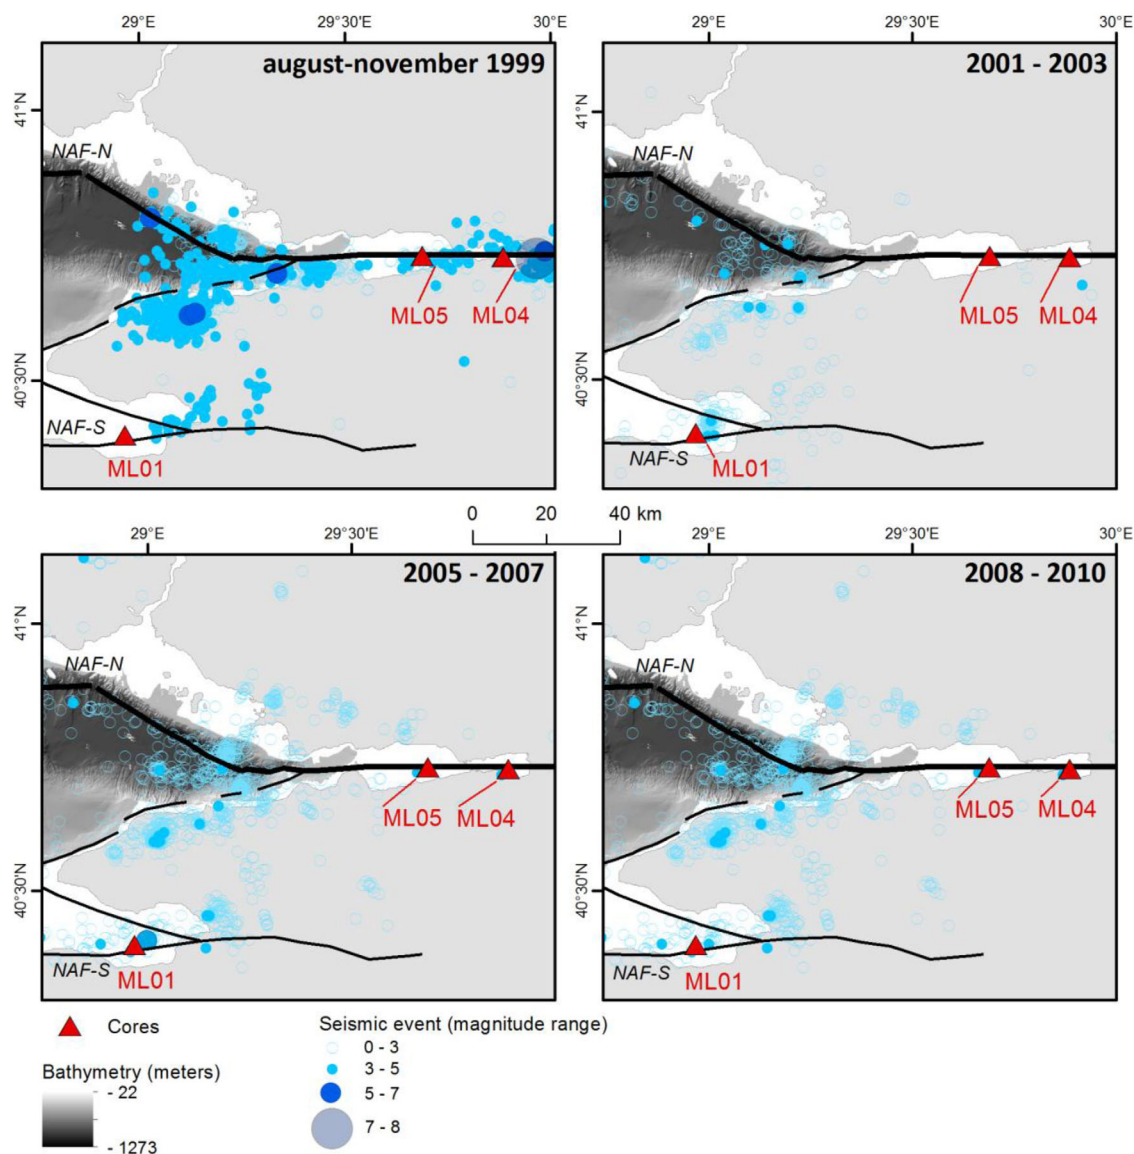 29°E 29°30'E 30°E
29°E 29°30'E 30°E
august-november 1999
2001 - 2003
41°N
41°N
NAF-N
NAF-N
ML05
ML04
ML05
ML04
40°30'N
40°30'N
NAF-S
ML01
NAF-S
ML01
0 20 40 km
29°E 29°30'E
29°E 29°30'E 30°E
2005 - 2007
2008 - 2010
41°N
41°N
NAF-N
NAF-N
ML05
ML04
ML05
ML04
40°30'N
40°30'N
NAF-S
ML01
NAF-S
ML01
Cores
Bathymetry (meters)
- 22
- 1273
Seismic event (magnitude range)
0 - 3
3 - 5
5 - 7
7 - 8